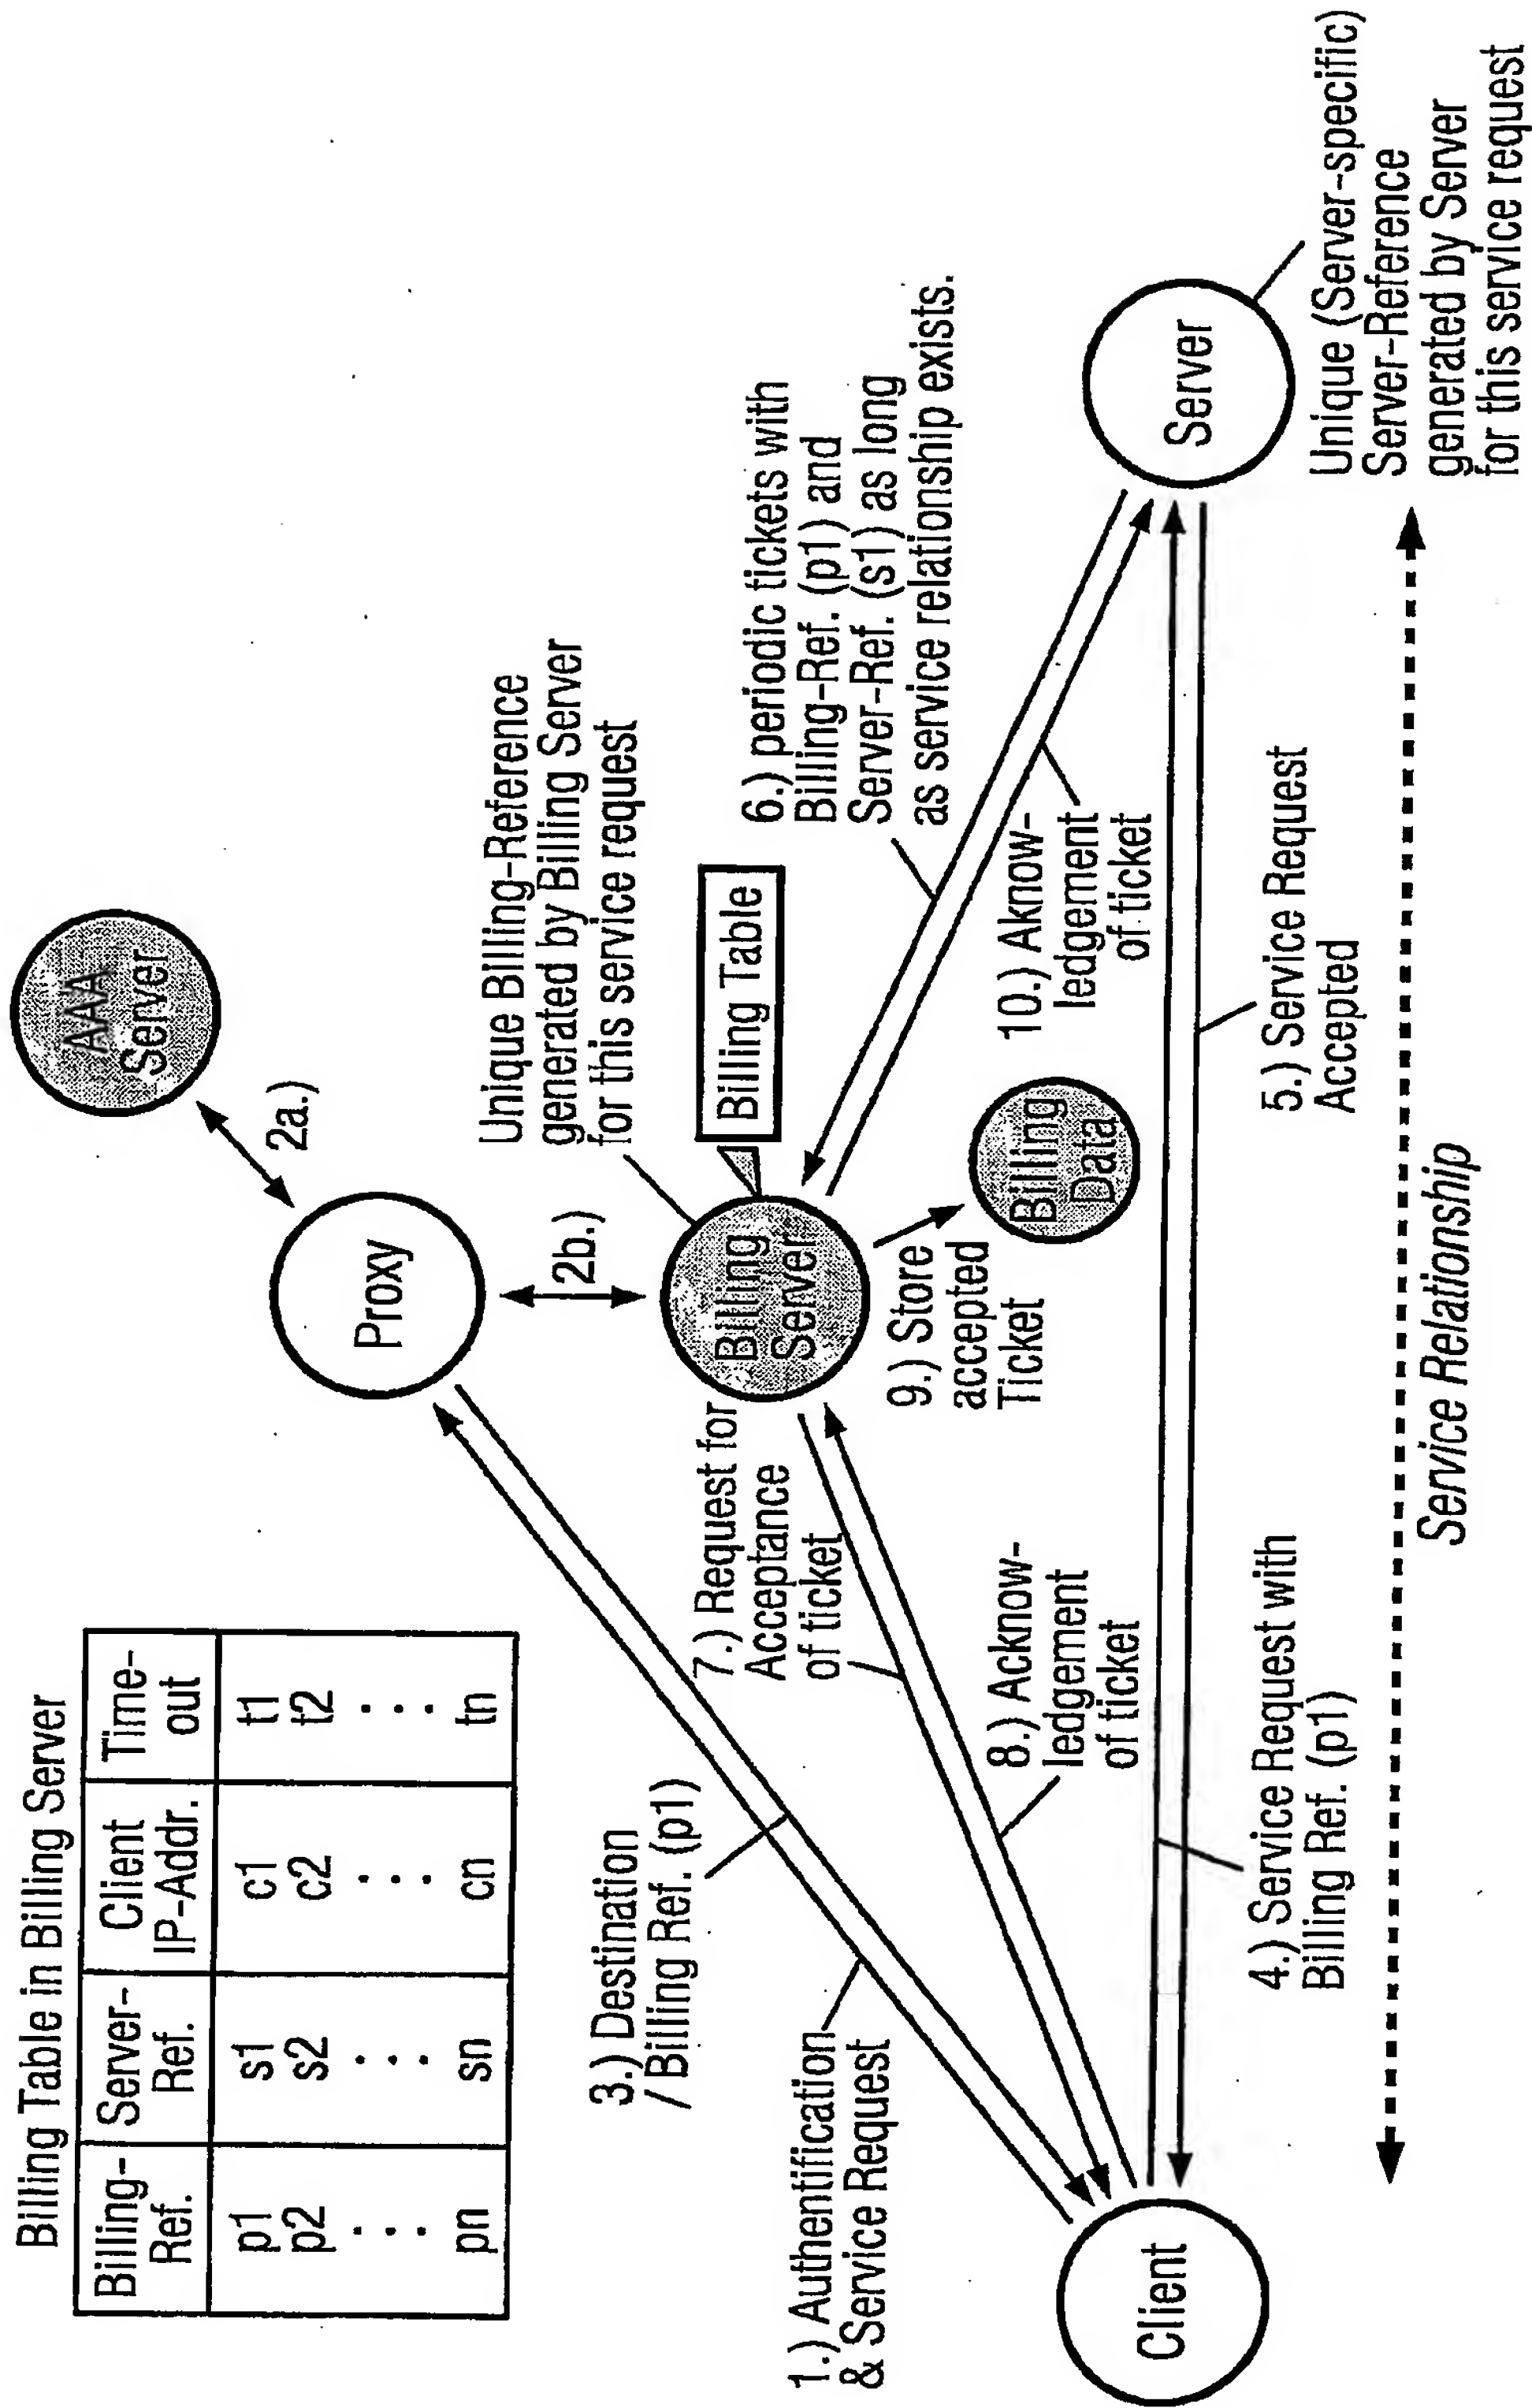 Billing Table in Billing Server
Billing- Server- Client Time-
Ref. Ref. IP-Addr. out
p1 s1 c1 t1
p2 s2 c2 t2
. . . . . . . . . . . .
pn sn cn tn
AAA
Server
2a.)
Proxy
2b.)
Unique Billing-Reference
generated by Billing Server
for this service request
Billing Table
Billing
Server
3.) Destination
/ Billing Ref. (p1)
1.) Authentification
& Service Request
7.) Request for
Acceptance
of ticket
8.) Acknow-
ledgement
of ticket
9.) Store
accepted
Ticket
Billing
Data
6.) periodic tickets with
Billing-Ref. (p1) and
Server-Ref. (s1) as long
as service relationship exists.
10.) Aknow-
ledgement
of ticket
Client
Server
4.) Service Request with
Billing Ref. (p1)
5.) Service Request
Accepted
Unique (Server-specific)
Server-Reference
generated by Server
for this service request
Service Relationship